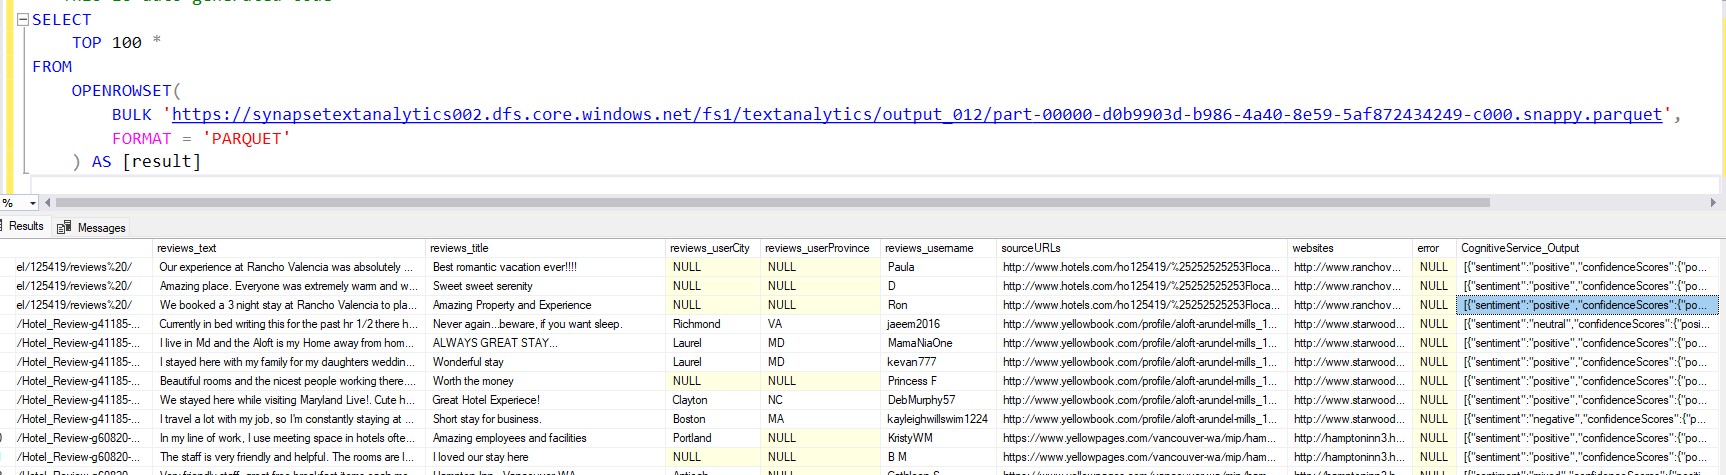 SELECT
TOP 100 *
FROM
OPENROWSET(
BULK 'https://synapsetextanalytics002.dfs.core.windows.net/fs1/textanalytics/output_012/part-00000-d0b9903d-b986-4a40-8e59-5af872434249-c000.snappy.parquet',
FORMAT = 'PARQUET'
) AS [result]
%
Results Messages
reviews_text reviews_title reviews_userCity reviews_userProvince reviews_username sourceURLs websites error CognitiveService_Output
el/125419/reviews%20/ Our experience at Rancho Valencia was absolutely ... Best romantic vacation ever!!!! NULL NULL Paula http://www.hotels.com/ho125419/%25252525253Floca... http://www.ranchov... NULL [{"sentiment":"positive","confidenceScores":{"po...
el/125419/reviews%20/ Amazing place. Everyone was extremely warm and w... Sweet sweet serenity NULL NULL D http://www.hotels.com/ho125419/%25252525253Floca... http://www.ranchov... NULL [{"sentiment":"positive","confidenceScores":{"po...
el/125419/reviews%20/ We booked a 3 night stay at Rancho Valencia to pla... Amazing Property and Experience NULL NULL Ron http://www.hotels.com/ho125419/%25252525253Floca... http://www.ranchov... NULL [{"sentiment":"positive","confidenceScores":{"po...
/Hotel_Review-g41185-... Currently in bed writing this for the past hr 1/2 there h... Never again...beware, if you want sleep. Richmond VA jaeem2016 http://www.yellowbook.com/profile/aloft-arundel-mills_1... http://www.starwood... NULL [{"sentiment":"neutral","confidenceScores":{"posi...
/Hotel_Review-g41185-... I live in Md and the Aloft is my Home away from hom... ALWAYS GREAT STAY... Laurel MD MamaNiaOne http://www.yellowbook.com/profile/aloft-arundel-mills_1... http://www.starwood... NULL [{"sentiment":"positive","confidenceScores":{"po...
/Hotel_Review-g41185-... I stayed here with my family for my daughters weddin... Wonderful stay Laurel MD kevan777 http://www.yellowbook.com/profile/aloft-arundel-mills_1... http://www.starwood... NULL [{"sentiment":"positive","confidenceScores":{"po...
/Hotel_Review-g41185-... Beautiful rooms and the nicest people working there.... Worth the money NULL NULL Princess F http://www.yellowbook.com/profile/aloft-arundel-mills_1... http://www.starwood... NULL [{"sentiment":"positive","confidenceScores":{"po...
/Hotel_Review-g41185-... We stayed here while visiting Maryland Live!. Cute h... Great Hotel Experiece! Clayton NC DebMurphy57 http://www.yellowbook.com/profile/aloft-arundel-mills_1... http://www.starwood... NULL [{"sentiment":"positive","confidenceScores":{"po...
/Hotel_Review-g41185-... I travel a lot with my job, so I'm constantly staying at ... Short stay for business. Boston MA kayleighwillswim1224 http://www.yellowbook.com/profile/aloft-arundel-mills_1... http://www.starwood... NULL [{"sentiment":"negative","confidenceScores":{"p...
/Hotel_Review-g60820-... In my line of work, I use meeting space in hotels ofte... Amazing employees and facilities Portland NULL KristyWM https://www.yellowpages.com/vancouver-wa/mip/ham... http://hamptoninn3.h... NULL [{"sentiment":"positive","confidenceScores":{"po...
/Hotel_Review-g60820-... The staff is very friendly and helpful. The rooms are l... I loved our stay here NULL NULL B M https://www.yellowpages.com/vancouver-wa/mip/ham... http://hamptoninn3.h... NULL [{"sentiment":"positive","confidenceScores":{"po...